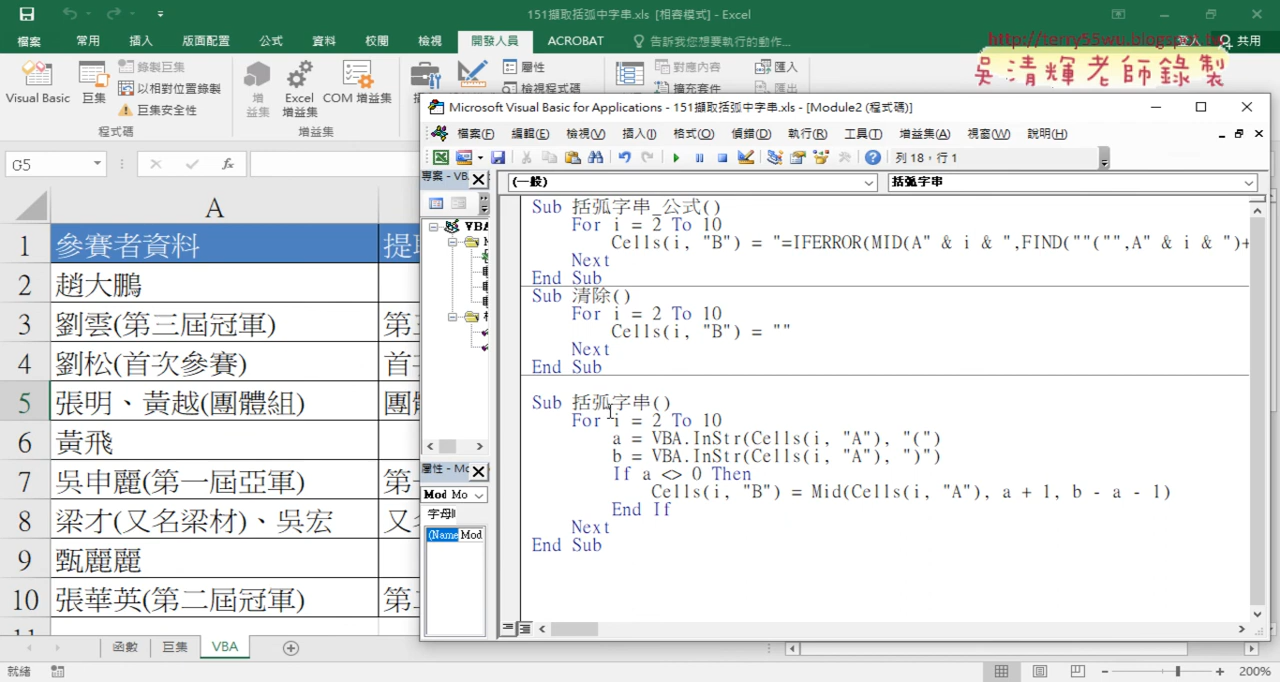 151擷取括弧中字串.xls [相容模式] - Excel
檔案 常用 插入 版面配置 公式 資料 校閱 檢視 開發人員 ACROBAT 告訴我您想要執行的動作... 登入 共用
http://terry55wu.blogspot.tw
吳清輝老師錄製
Visual Basic 巨集 錄製巨集 以相對位置錄製 巨集安全性 增益集 Excel 增益集 COM 增益集 屬性 檢視程式碼 對應內容 擴充套件 匯入
程式碼 增益集
G5 fx
Microsoft Visual Basic for Applications - 151擷取括弧中字串.xls - [Module2 (程式碼)]
檔案(F) 編輯(E) 檢視(V) 插入(I) 格式(O) 偵錯(D) 執行(R) 工具(T) 增益集(A) 視窗(W) 說明(H)
列 18，行 1
專案 - VB
(一般) 括弧字串
VBA
屬性 - Mo
Mod Mo
字母順
(Name Mod
Sub 括弧字串_公式()
For i = 2 To 10
Cells(i, "B") = "=IFERROR(MID(A" & i & ",FIND(""("",A" & i & ")+
Next
End Sub
Sub 清除()
For i = 2 To 10
Cells(i, "B") = ""
Next
End Sub
Sub 括弧字串()
For i = 2 To 10
a = VBA.InStr(Cells(i, "A"), "(")
b = VBA.InStr(Cells(i, "A"), ")")
If a <> 0 Then
Cells(i, "B") = Mid(Cells(i, "A"), a + 1, b - a - 1)
End If
Next
End Sub
A
1 參賽者資料 提
2 趙大鵬
3 劉雲(第三屆冠軍) 第
4 劉松(首次參賽) 首
5 張明、黃越(團體組) 團
6 黃飛
7 吳申麗(第一屆亞軍) 第
8 梁才(又名梁材)、吳宏 又
9 甄麗麗
10 張華英(第二屆冠軍) 第
11
函數 巨集 VBA
就緒 200%